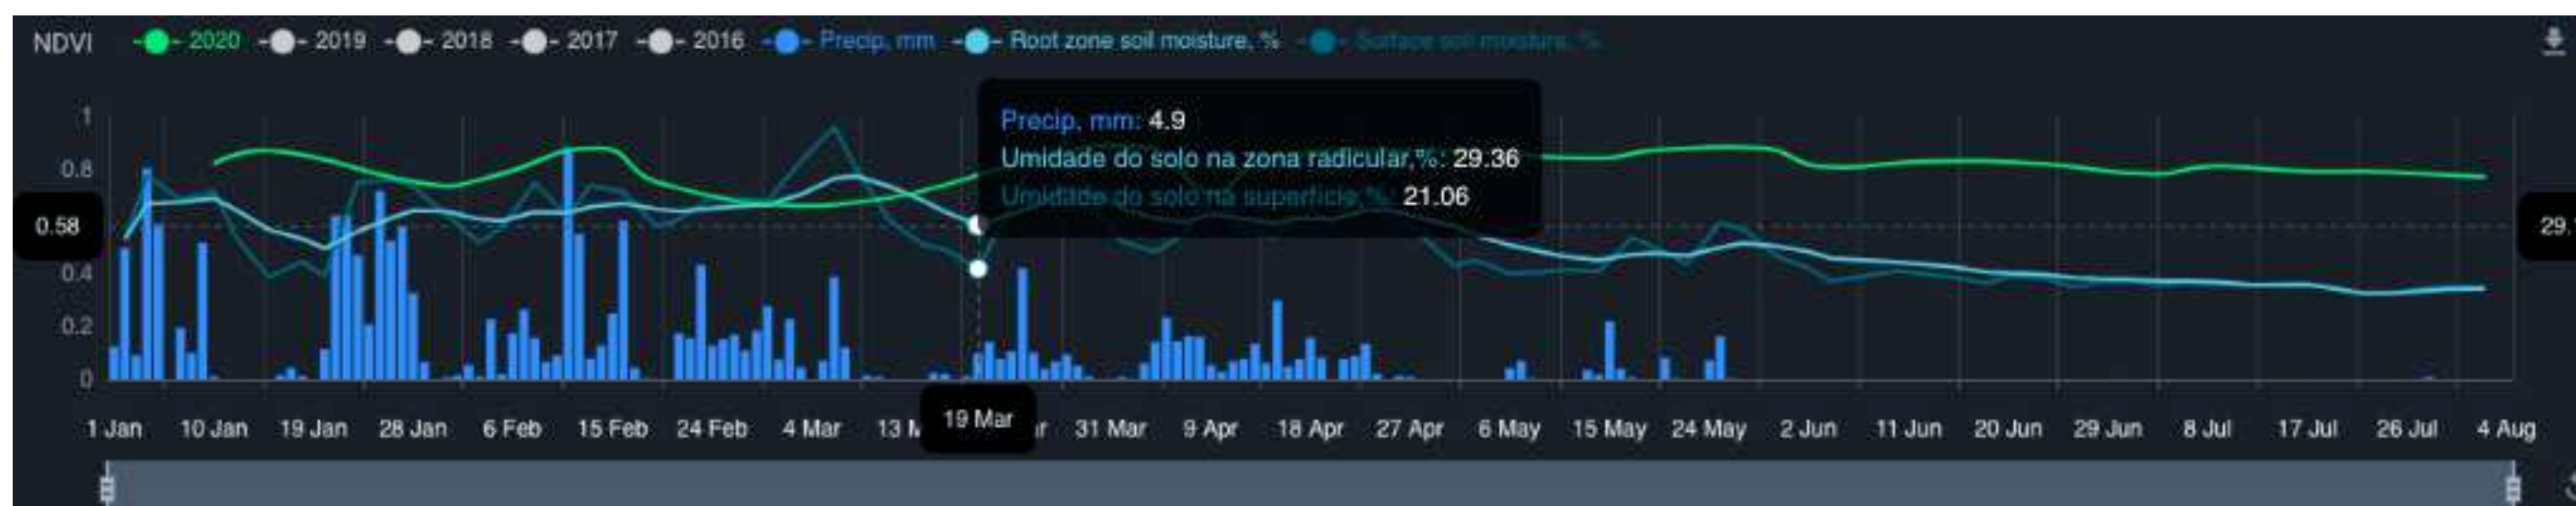 NDVI 2020 2019 2018 2017 2016 Precip, mm Root zone soil moisture, % Surface soil moisture, %
1
0.8
0.58
0.4
0.2
0
Precip, mm: 4.9
Umidade do solo na zona radicular,%: 29.36
Umidade do solo na superfície,%: 21.06
29.
1 Jan 10 Jan 19 Jan 28 Jan 6 Feb 15 Feb 24 Feb 4 Mar 13 M 19 Mar 31 Mar 9 Apr 18 Apr 27 Apr 6 May 15 May 24 May 2 Jun 11 Jun 20 Jun 29 Jun 8 Jul 17 Jul 26 Jul 4 Aug